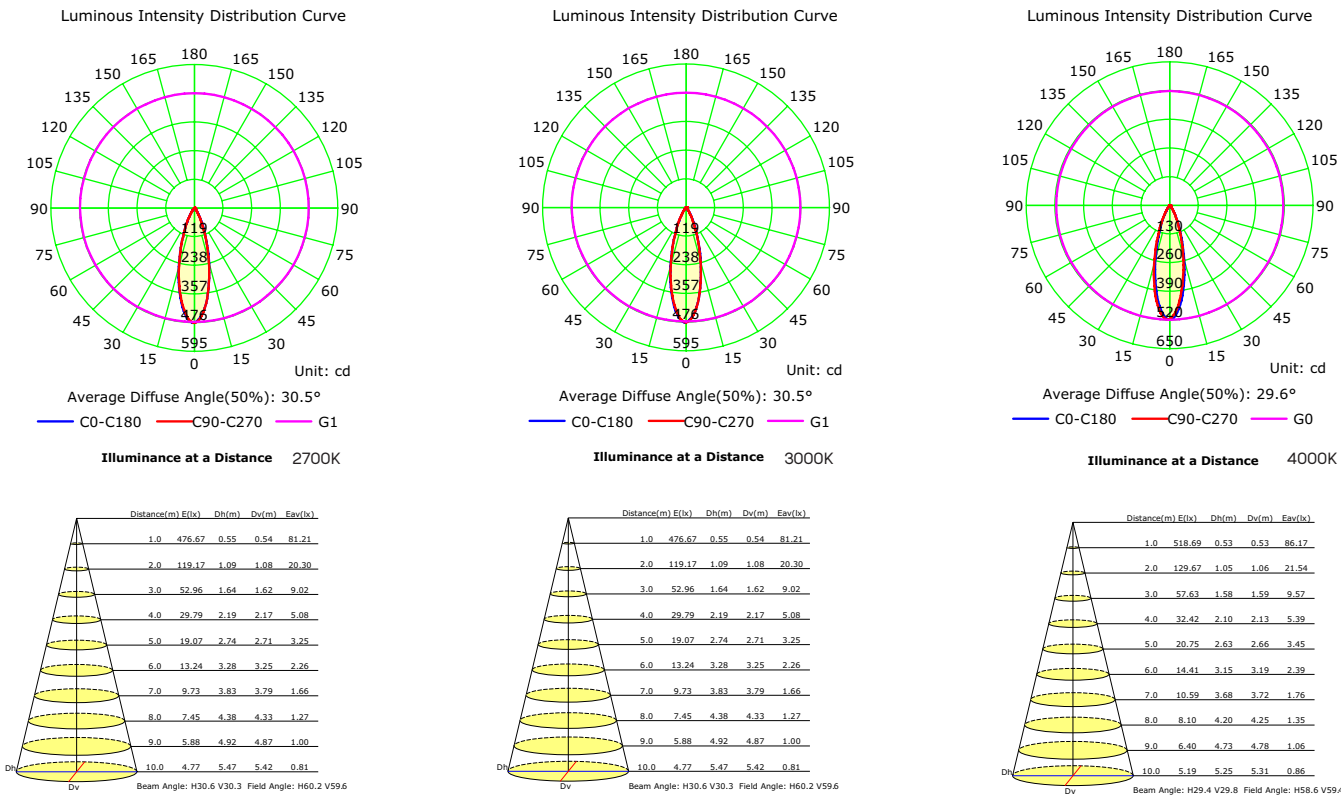 Luminous Intensity Distribution Curve
180
165 165
150 150
135 135
120 120
105 105
90 90
75 75
60 60
45 45
30 30
15 15
0
119
238
357
476
595
Unit: cd
Average Diffuse Angle(50%): 30.5°
C0-C180 C90-C270 G1
Illuminance at a Distance 2700K
Distance(m) E(lx) Dh(m) Dv(m) Eav(lx)
1.0 476.67 0.55 0.54 81.21
2.0 119.17 1.09 1.08 20.30
3.0 52.96 1.64 1.62 9.02
4.0 29.79 2.19 2.17 5.08
5.0 19.07 2.74 2.71 3.25
6.0 13.24 3.28 3.25 2.26
7.0 9.73 3.83 3.79 1.66
8.0 7.45 4.38 4.33 1.27
9.0 5.88 4.92 4.87 1.00
10.0 4.77 5.47 5.42 0.81
Dh
Dv
Beam Angle: H30.6 V30.3 Field Angle: H60.2 V59.6
Luminous Intensity Distribution Curve
180
165 165
150 150
135 135
120 120
105 105
90 90
75 75
60 60
45 45
30 30
15 15
0
119
238
357
476
595
Unit: cd
Average Diffuse Angle(50%): 30.5°
C0-C180 C90-C270 G1
Illuminance at a Distance 3000K
Distance(m) E(lx) Dh(m) Dv(m) Eav(lx)
1.0 476.67 0.55 0.54 81.21
2.0 119.17 1.09 1.08 20.30
3.0 52.96 1.64 1.62 9.02
4.0 29.79 2.19 2.17 5.08
5.0 19.07 2.74 2.71 3.25
6.0 13.24 3.28 3.25 2.26
7.0 9.73 3.83 3.79 1.66
8.0 7.45 4.38 4.33 1.27
9.0 5.88 4.92 4.87 1.00
10.0 4.77 5.47 5.42 0.81
Dh
Dv
Beam Angle: H30.6 V30.3 Field Angle: H60.2 V59.6
Luminous Intensity Distribution Curve
180
165 165
150 150
135 135
120 120
105 105
90 90
75 75
60 60
45 45
30 30
15 15
0
130
260
390
520
650
Unit: cd
Average Diffuse Angle(50%): 29.6°
C0-C180 C90-C270 G0
Illuminance at a Distance 4000K
Distance(m) E(lx) Dh(m) Dv(m) Eav(lx)
1.0 518.69 0.53 0.53 86.17
2.0 129.67 1.05 1.06 21.54
3.0 57.63 1.58 1.59 9.57
4.0 32.42 2.10 2.13 5.39
5.0 20.75 2.63 2.66 3.45
6.0 14.41 3.15 3.19 2.39
7.0 10.59 3.68 3.72 1.76
8.0 8.10 4.20 4.25 1.35
9.0 6.40 4.73 4.78 1.06
10.0 5.19 5.25 5.31 0.86
Dh
Dv
Beam Angle: H29.4 V29.8 Field Angle: H58.6